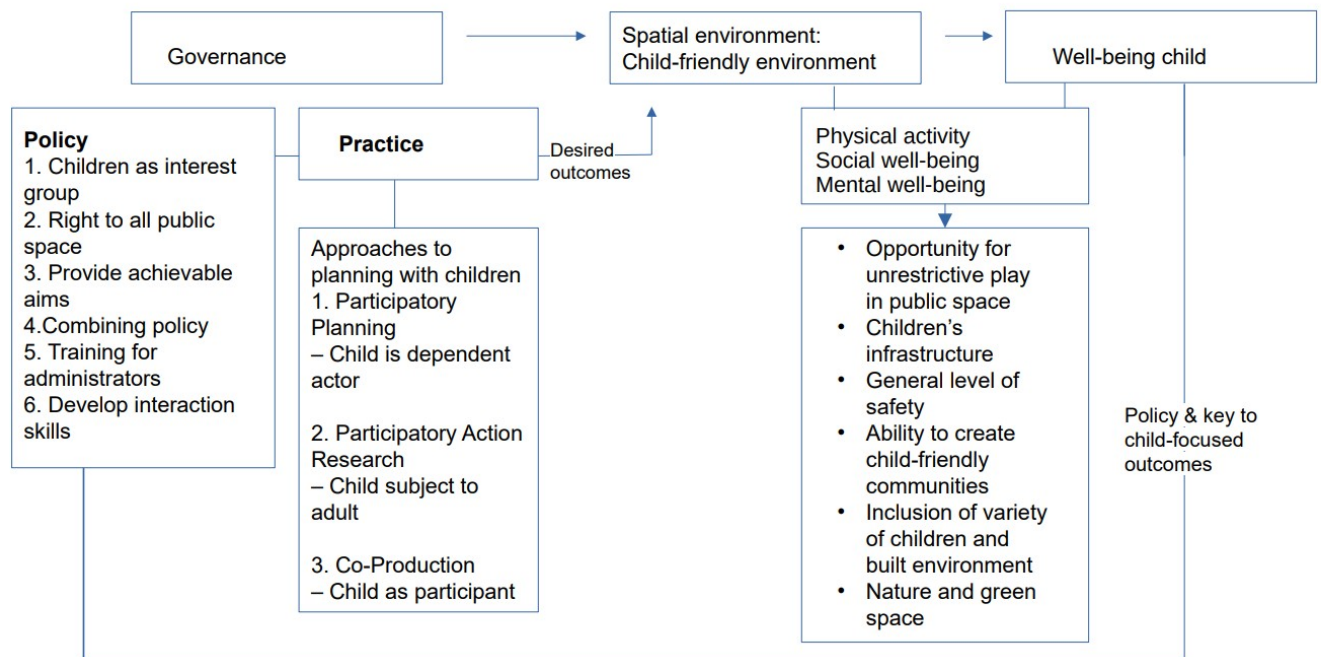 Governance
Spatial environment:
Child-friendly environment
Well-being child
Policy
1. Children as interest
group
2. Right to all public
space
3. Provide achievable
aims
4.Combining policy
5. Training for
administrators
6. Develop interaction
skills
Practice
Desired
outcomes
Approaches to
planning with children
1. Participatory
Planning
– Child is dependent
actor
2. Participatory Action
Research
– Child subject to
adult
3. Co-Production
– Child as participant
Physical activity
Social well-being
Mental well-being
• Opportunity for
unrestrictive play
in public space
• Children’s
infrastructure
• General level of
safety
• Ability to create
child-friendly
communities
• Inclusion of variety
of children and
built environment
• Nature and green
space
Policy & key to
child-focused
outcomes